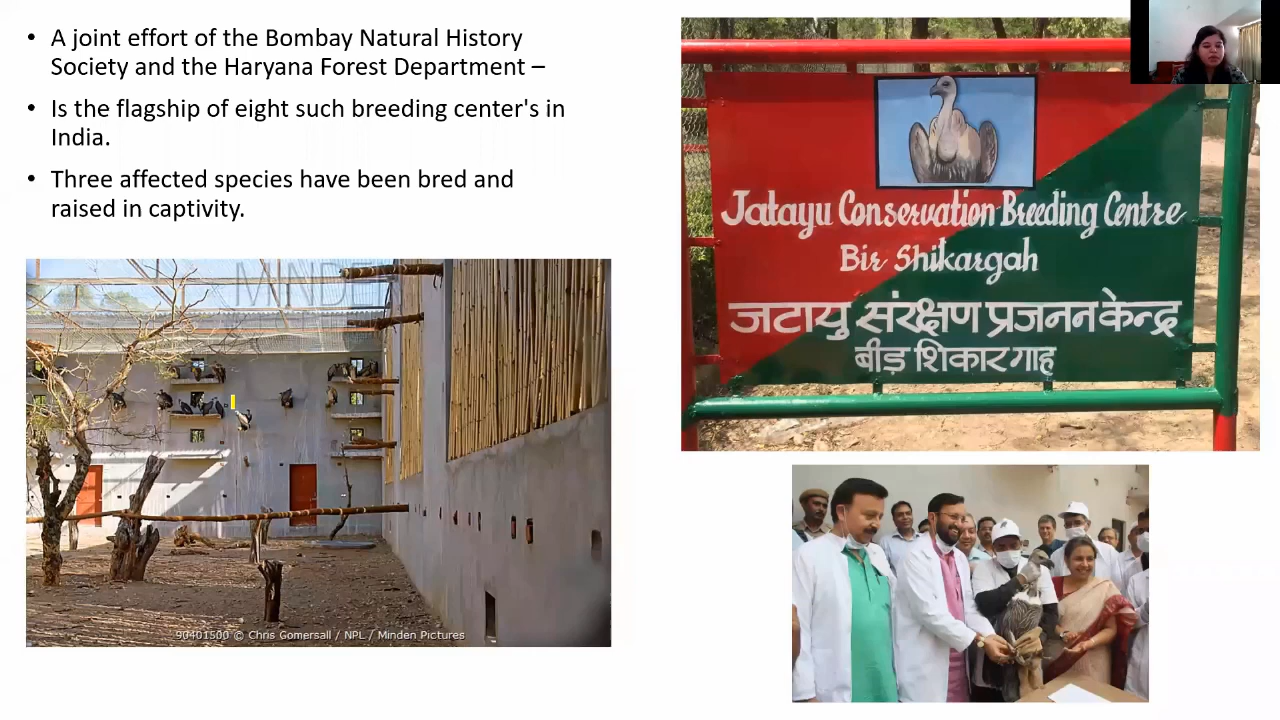 • A joint effort of the Bombay Natural History
Society and the Haryana Forest Department –
• Is the flagship of eight such breeding center's in
India.
• Three affected species have been bred and
raised in captivity.
MINDEN
90401500 © Chris Gomersall / NPL / Minden Pictures
Jatayu Conservation Breeding Centre
Bir Shikargah
जटायु संरक्षण प्रजनन केन्द्र
बीड़ शिकारगाह